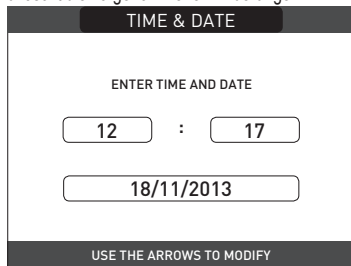 TIME & DATE
ENTER TIME AND DATE
12 : 17
18/11/2013
USE THE ARROWS TO MODIFY